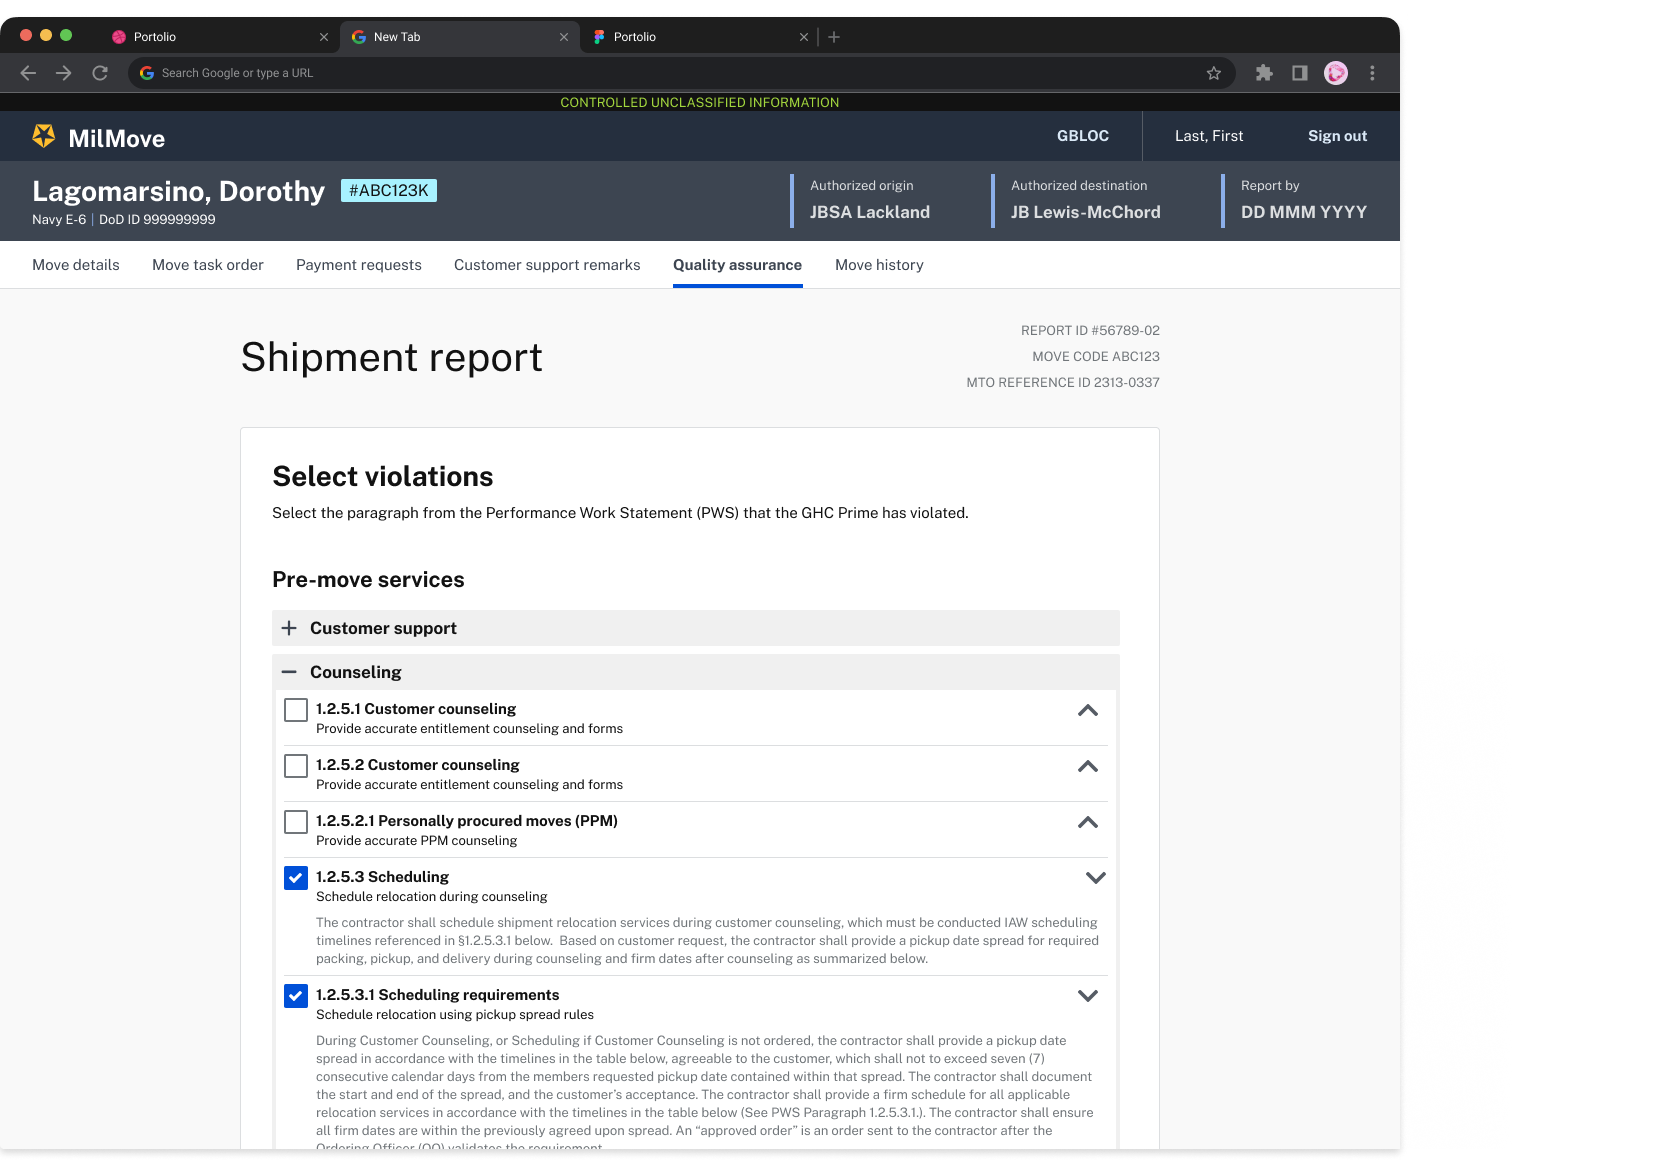 Portolio
New Tab
Portolio
Search Google or type a URL
CONTROLLED UNCLASSIFIED INFORMATION
MilMove
GBLOC
Last, First
Sign out
Lagomarsino, Dorothy
#ABC123K
Navy E-6 | DoD ID 999999999
Authorized origin
JBSA Lackland
Authorized destination
JB Lewis-McChord
Report by
DD MMM YYYY
Move details
Move task order
Payment requests
Customer support remarks
Quality assurance
Move history
Shipment report
REPORT ID #56789-02
MOVE CODE ABC123
MTO REFERENCE ID 2313-0337
Select violations
Select the paragraph from the Performance Work Statement (PWS) that the GHC Prime has violated.
Pre-move services
Customer support
Counseling
1.2.5.1 Customer counseling
Provide accurate entitlement counseling and forms
1.2.5.2 Customer counseling
Provide accurate entitlement counseling and forms
1.2.5.2.1 Personally procured moves (PPM)
Provide accurate PPM counseling
1.2.5.3 Scheduling
Schedule relocation during counseling
The contractor shall schedule shipment relocation services during customer counseling, which must be conducted IAW scheduling
timelines referenced in §1.2.5.3.1 below.  Based on customer request, the contractor shall provide a pickup date spread for required
packing, pickup, and delivery during counseling and firm dates after counseling as summarized below.
1.2.5.3.1 Scheduling requirements
Schedule relocation using pickup spread rules
During Customer Counseling, or Scheduling if Customer Counseling is not ordered, the contractor shall provide a pickup date
spread in accordance with the timelines in the table below, agreeable to the customer, which shall not to exceed seven (7)
consecutive calendar days from the members requested pickup date contained within that spread. The contractor shall document
the start and end of the spread, and the customer’s acceptance. The contractor shall provide a firm schedule for all applicable
relocation services in accordance with the timelines in the table below (See PWS Paragraph 1.2.5.3.1.). The contractor shall ensure
all firm dates are within the previously agreed upon spread. An “approved order” is an order sent to the contractor after the
Ordering Officer (OO) validates the requirement.